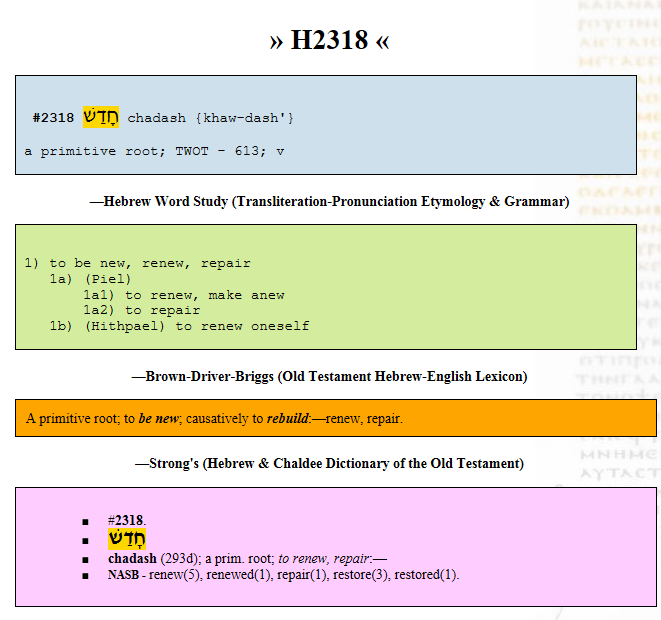 » H2318 «
#2318 חָדַשׁ chadash {khaw-dash'}
a primitive root; TWOT - 613; v
—Hebrew Word Study (Transliteration-Pronunciation Etymology & Grammar)
1) to be new, renew, repair
1a) (Piel)
1a1) to renew, make anew
1a2) to repair
1b) (Hithpael) to renew oneself
—Brown-Driver-Briggs (Old Testament Hebrew-English Lexicon)
A primitive root; to be new; causatively to rebuild:—renew, repair.
—Strong's (Hebrew & Chaldee Dictionary of the Old Testament)
■ #2318.
■ חָדַשׁ
■ chadash (293d); a prim. root; to renew, repair:—
■ NASB - renew(5), renewed(1), repair(1), restore(3), restored(1).